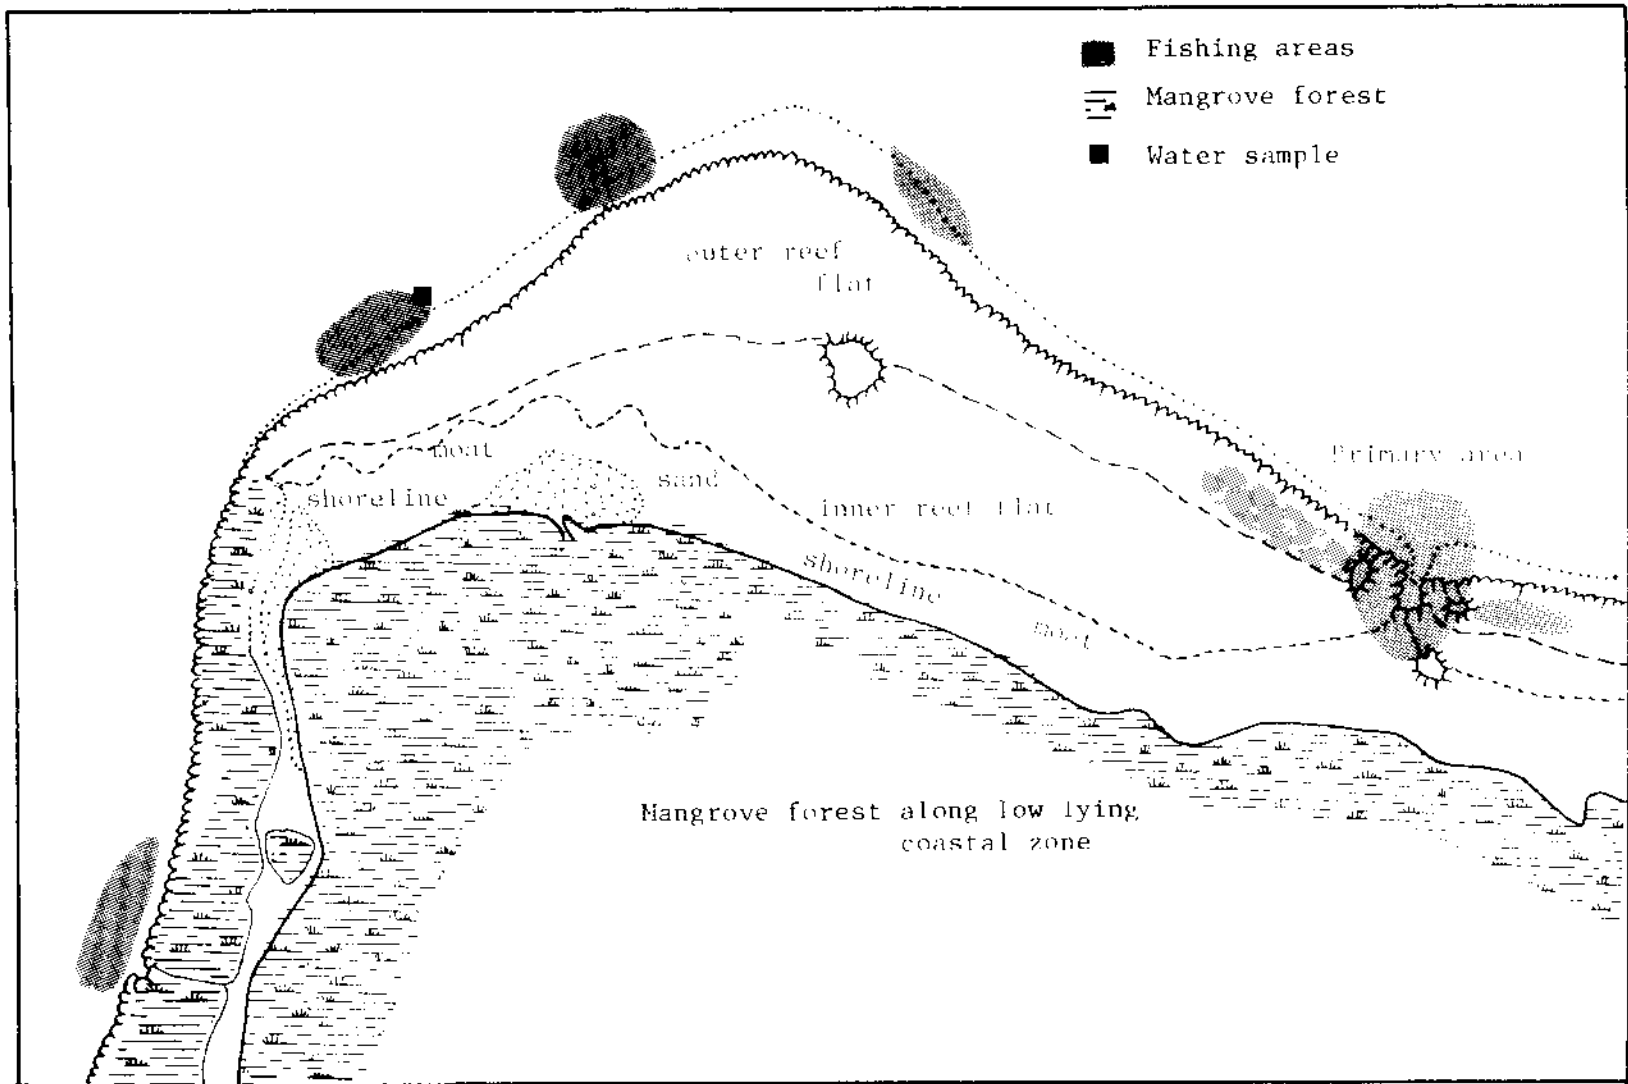 Fishing areas
Mangrove forest
Water sample
outer reef
flat
Primary area
moat
sand
shoreline
inner reef flat
shoreline
moat
Mangrove forest along low lying
coastal zone